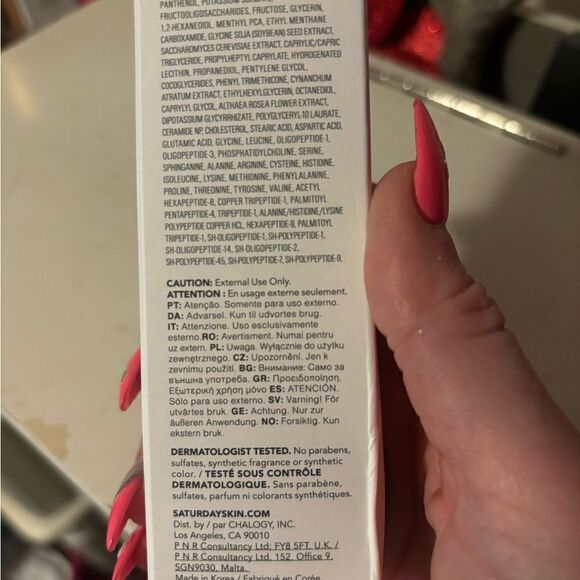 PANTHENOL, POTASSIUM SORBATE,
FRUCTOOLIGOSACCHARIDES, FRUCTOSE, GLYCERIN,
1,2-HEXANEDIOL, MENTHYL PCA, ETHYL MENTHANE
CARBOXAMIDE, GLYCINE SOJA (SOYBEAN) SEED EXTRACT,
SACCHAROMYCES CEREVISIAE EXTRACT, CAPRYLIC/CAPRIC
TRIGLYCERIDE, PROPYLHEPTYL CAPRYLATE, HYDROGENATED
LECITHIN, PROPANEDIOL, PENTYLENE GLYCOL,
COCOGLYCERIDES, PHENYL TRIMETHICONE, CYNANCHUM
ATRATUM EXTRACT, ETHYLHEXYLGLYCERIN, OCTANEDIOL,
CAPRYLYL GLYCOL, ALTHAEA ROSEA FLOWER EXTRACT,
DIPOTASSIUM GLYCYRRHIZATE, POLYGLYCERYL-10 LAURATE,
CERAMIDE NP, CHOLESTEROL, STEARIC ACID, ASPARTIC ACID,
GLUTAMIC ACID, GLYCINE, LEUCINE, OLIGOPEPTIDE-1,
OLIGOPEPTIDE-3, PHOSPHATIDYLCHOLINE, SERINE,
SPHINGANINE, ALANINE, ARGININE, CYSTEINE, HISTIDINE,
ISOLEUCINE, LYSINE, METHIONINE, PHENYLALANINE,
PROLINE, THREONINE, TYROSINE, VALINE, ACETYL
HEXAPEPTIDE-8, COPPER TRIPEPTIDE-1, PALMITOYL
PENTAPEPTIDE-4, TRIPEPTIDE-1, ALANINE/HISTIDINE/LYSINE
POLYPEPTIDE COPPER HCL, HEXAPEPTIDE-9, PALMITOYL
TRIPEPTIDE-1, SH-OLIGOPEPTIDE-1, SH-POLYPEPTIDE-1,
SH-OLIGOPEPTIDE-14, SH-OLIGOPEPTIDE-2,
SH-POLYPEPTIDE-45, SH-POLYPEPTIDE-7, SH-POLYPEPTIDE-9.
CAUTION: External Use Only.
ATTENTION : En usage externe seulement.
PT: Atenção. Somente para uso externo.
DA: Advarsel. Kun til udvortes brug.
IT: Attenzione. Uso esclusivamente
esterno.RO: Avertisment. Numai pentru
uz extern. PL: Uwaga. Wyłącznie do użytku
zewnętrznego. CZ: Upozornění. Jen k
zevnímu použití. BG: Внимание: Само за
външна употреба. GR: Προειδοποίηση.
Εξωτερική χρήση μόνο ES: ATENCIÓN.
Sólo para uso externo. SV: Varning! För
utvärtes bruk. GE: Achtung. Nur zur
äußeren Anwendung. NO: Forsiktig. Kun
ekstern bruk.
DERMATOLOGIST TESTED. No parabens,
sulfates, synthetic fragrance or synthetic
color. / TESTÉ SOUS CONTRÔLE
DERMATOLOGIQUE. Sans parabène,
sulfates, parfum ni colorants synthétiques.
SATURDAYSKIN.COM
Dist. by / par CHALOGY, INC.
Los Angeles, CA 90010
P N R Consultancy Ltd; FY8 5FT, U.K. /
P N R Consultancy Ltd, 152, Office 9,
SGN9030, Malta.
Made in Korea / Fabriqué en Corée